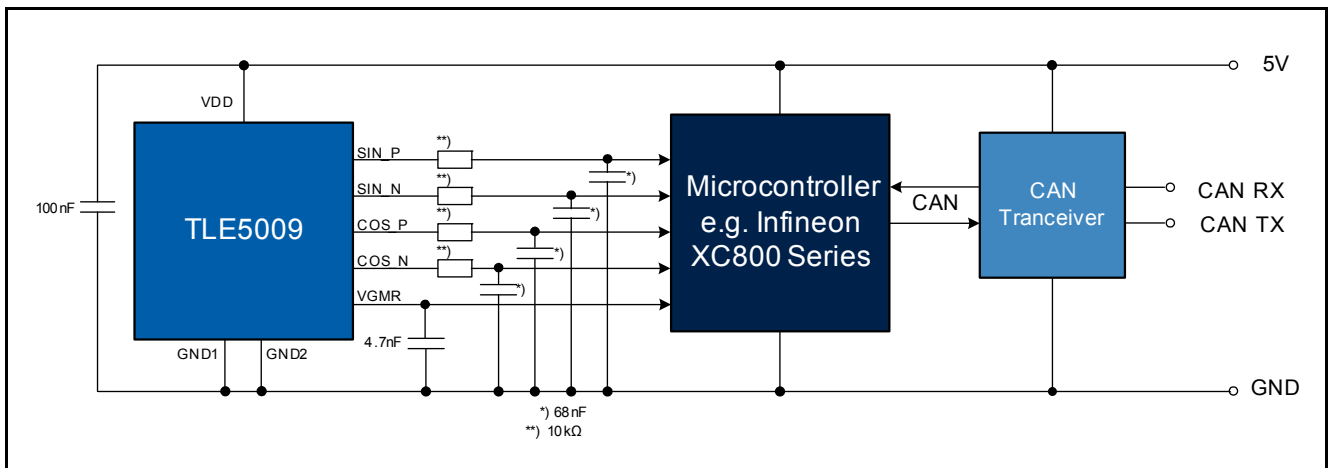 5V
VDD
SIN_P
**)
*)
SIN_N
**)
*)
100nF
TLE5009
COS_P
**)
*)
COS_N
**)
*)
VGMR
4.7nF
GND1
GND2
Microcontroller
e.g. Infineon
XC800 Series
CAN
CAN
Tranceiver
CAN RX
CAN TX
GND
*) 68nF
**) 10kΩ